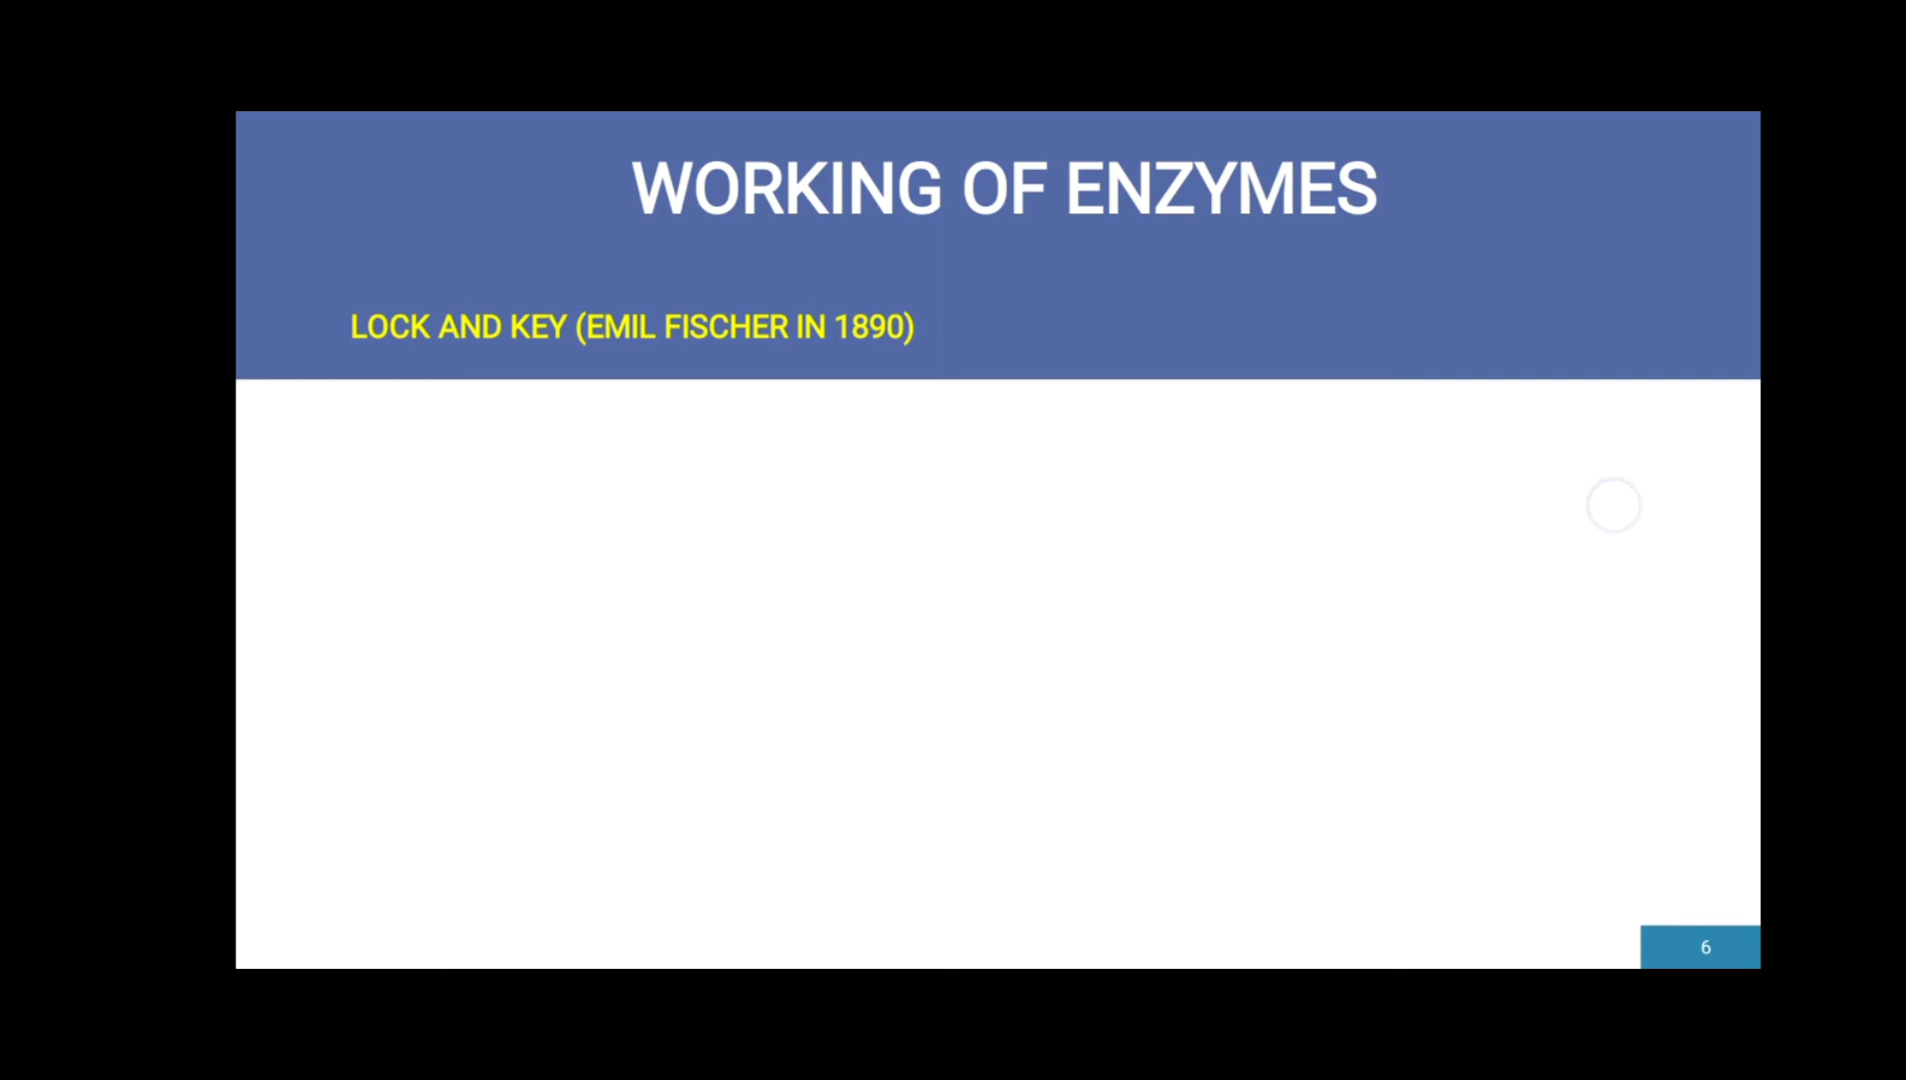 WORKING OF ENZYMES
LOCK AND KEY (EMIL FISCHER IN 1890)
6